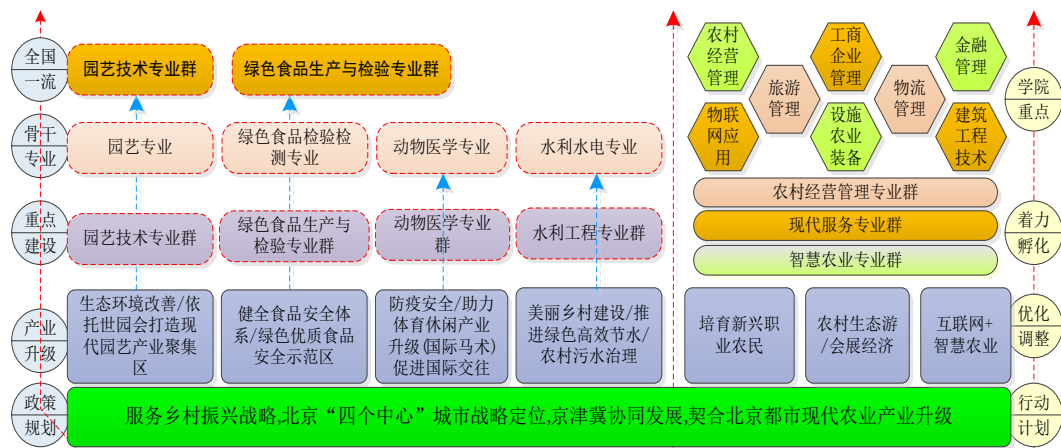 全国
一流
园艺技术专业群
绿色食品生产与检验专业群
骨干
专业
园艺专业
绿色食品检验检
测专业
动物医学专业
水利水电专业
重点
建设
园艺技术专业群
绿色食品生产与
检验专业群
动物医学专业
群
水利工程专业群
产业
升级
生态环境改善/依
托世园会打造现
代园艺产业聚集
区
健全食品安全体
系/绿色优质食品
安全示范区
防疫安全/助力
体育休闲产业
升级(国际马术)
促进国际交往
美丽乡村建设/推
进绿色高效节水/
农村污水治理
农村
经营
管理
旅游
管理
工商
企业
管理
物流
管理
金融
管理
物联
网应
用
设施
农业
装备
建筑
工程
技术
学院
重点
农村经营管理专业群
现代服务专业群
智慧农业专业群
着力
孵化
培育新兴职
业农民
农村生态游
/会展经济
互联网+
智慧农业
优化
调整
政策
规划
服务乡村振兴战略,北京“四个中心”城市战略定位,京津冀协同发展,契合北京都市现代农业产业升级
行动
计划